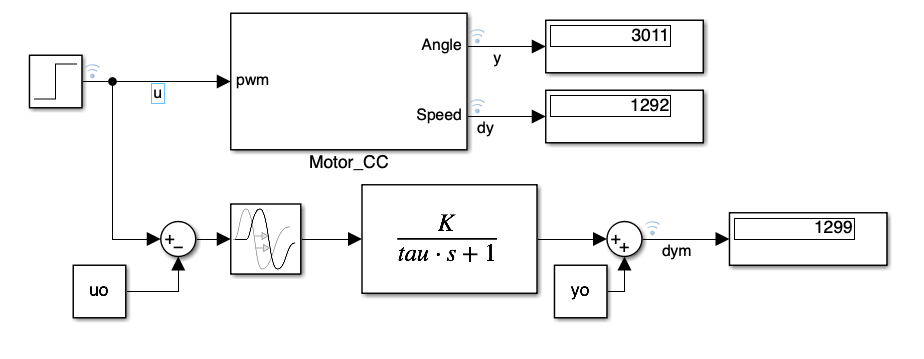 Angle
3011
y
u
pwm
Speed
1292
dy
Motor_CC
+
−
K
tau · s + 1
+
+
1299
dym
uo
yo